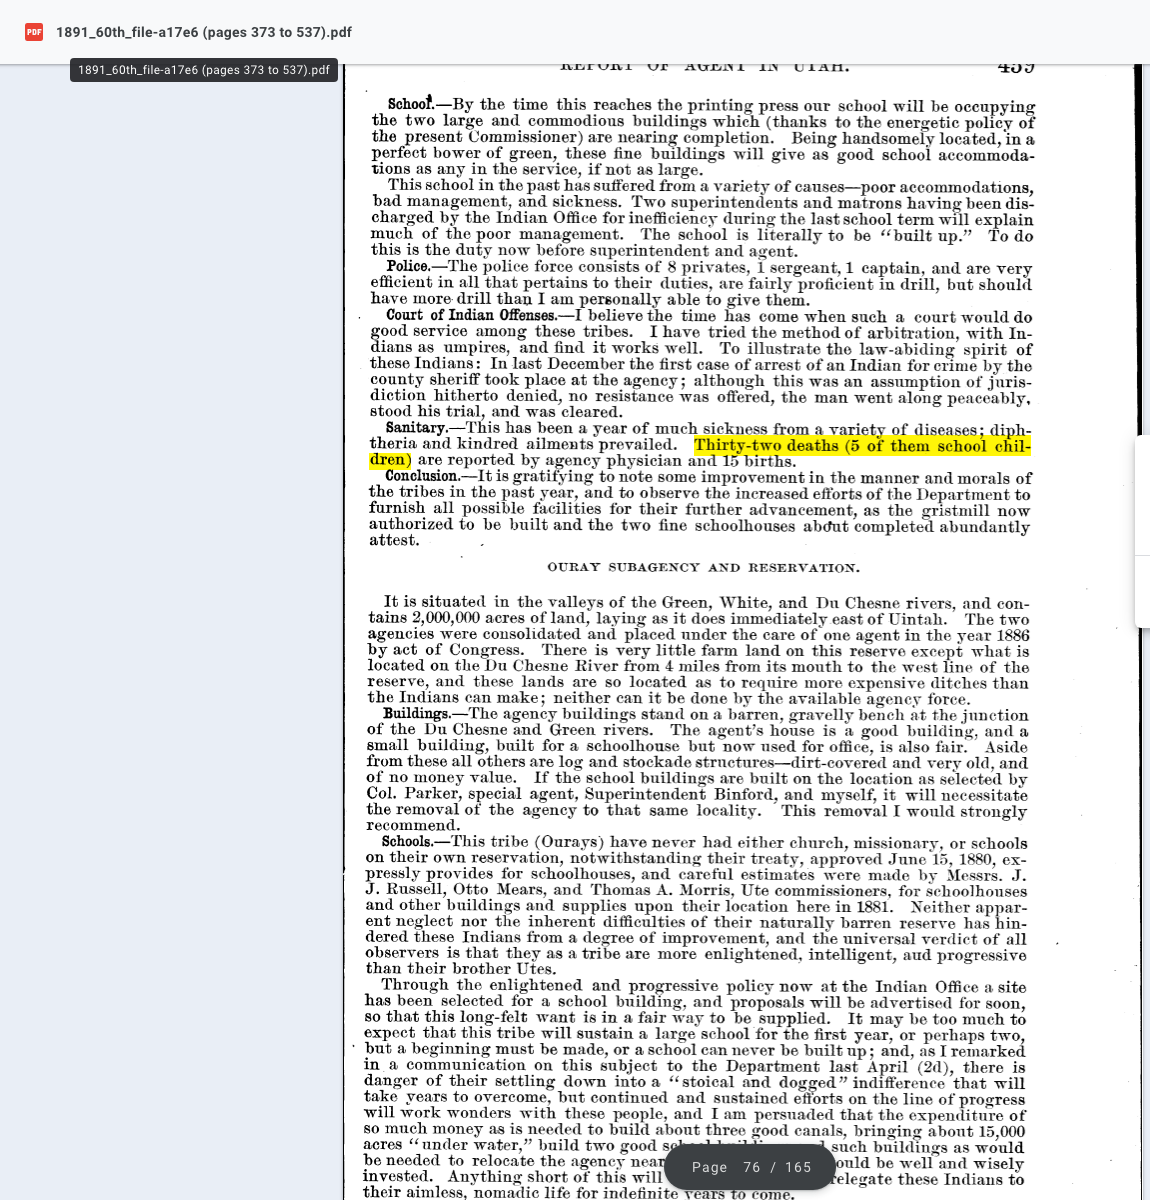 1891_60th_file-a17e6 (pages 373 to 537).pdf
1891_60th_file-a17e6 (pages 373 to 537).pdf
REPORT OF AGENT IN UTAH. 459
School.—By the time this reaches the printing press our school will be occupying
the two large and commodious buildings which (thanks to the energetic policy of
the present Commissioner) are nearing completion. Being handsomely located, in a
perfect bower of green, these fine buildings will give as good school accommoda-
tions as any in the service, if not as large.
This school in the past has suffered from a variety of causes—poor accommodations,
bad management, and sickness. Two superintendents and matrons having been dis-
charged by the Indian Office for inefficiency during the last school term will explain
much of the poor management. The school is literally to be “built up.” To do
this is the duty now before superintendent and agent.
Police.—The police force consists of 8 privates, 1 sergeant, 1 captain, and are very
efficient in all that pertains to their duties, are fairly proficient in drill, but should
have more drill than I am personally able to give them.
Court of Indian Offenses.—I believe the time has come when such a court would do
good service among these tribes. I have tried the method of arbitration, with In-
dians as umpires, and find it works well. To illustrate the law-abiding spirit of
these Indians: In last December the first case of arrest of an Indian for crime by the
county sheriff took place at the agency; although this was an assumption of juris-
diction hitherto denied, no resistance was offered, the man went along peaceably,
stood his trial, and was cleared.
Sanitary.—This has been a year of much sickness from a variety of diseases; diph-
theria and kindred ailments prevailed. Thirty-two deaths (5 of them school chil-
dren) are reported by agency physician and 15 births.
Conclusion.—It is gratifying to note some improvement in the manner and morals of
the tribes in the past year, and to observe the increased efforts of the Department to
furnish all possible facilities for their further advancement, as the gristmill now
authorized to be built and the two fine schoolhouses about completed abundantly
attest.
OURAY SUBAGENCY AND RESERVATION.
It is situated in the valleys of the Green, White, and Du Chesne rivers, and con-
tains 2,000,000 acres of land, laying as it does immediately east of Uintah. The two
agencies were consolidated and placed under the care of one agent in the year 1886
by act of Congress. There is very little farm land on this reserve except what is
located on the Du Chesne River from 4 miles from its mouth to the west line of the
reserve, and these lands are so located as to require more expensive ditches than
the Indians can make; neither can it be done by the available agency force.
Buildings.—The agency buildings stand on a barren, gravelly bench at the junction
of the Du Chesne and Green rivers. The agent's house is a good building, and a
small building, built for a schoolhouse but now used for office, is also fair. Aside
from these all others are log and stockade structures—dirt-covered and very old, and
of no money value. If the school buildings are built on the location as selected by
Col. Parker, special agent, Superintendent Binford, and myself, it will necessitate
the removal of the agency to that same locality. This removal I would strongly
recommend.
Schools.—This tribe (Ourays) have never had either church, missionary, or schools
on their own reservation, notwithstanding their treaty, approved June 15, 1880, ex-
pressly provides for schoolhouses, and careful estimates were made by Messrs. J.
J. Russell, Otto Mears, and Thomas A. Morris, Ute commissioners, for schoolhouses
and other buildings and supplies upon their location here in 1881. Neither appar-
ent neglect nor the inherent difficulties of their naturally barren reserve has hin-
dered these Indians from a degree of improvement, and the universal verdict of all
observers is that they as a tribe are more enlightened, intelligent, aud progressive
than their brother Utes.
Through the enlightened and progressive policy now at the Indian Office a site
has been selected for a school building, and proposals will be advertised for soon,
so that this long-felt want is in a fair way to be supplied. It may be too much to
expect that this tribe will sustain a large school for the first year, or perhaps two,
but a beginning must be made, or a school can never be built up; and, as I remarked
in a communication on this subject to the Department last April (2d), there is
danger of their settling down into a “stoical and dogged” indifference that will
take years to overcome, but continued and sustained efforts on the line of progress
will work wonders with these people, and I am persuaded that the expenditure of
so much money as is needed to build about three good canals, bringing about 15,000
acres “under water,” build two good such buildings as would
be needed to relocate the agency near would be well and wisely
invested. Anything short of this will relegate these Indians to
their aimless, nomadic life for indefinite years to come.
Page 76 / 165